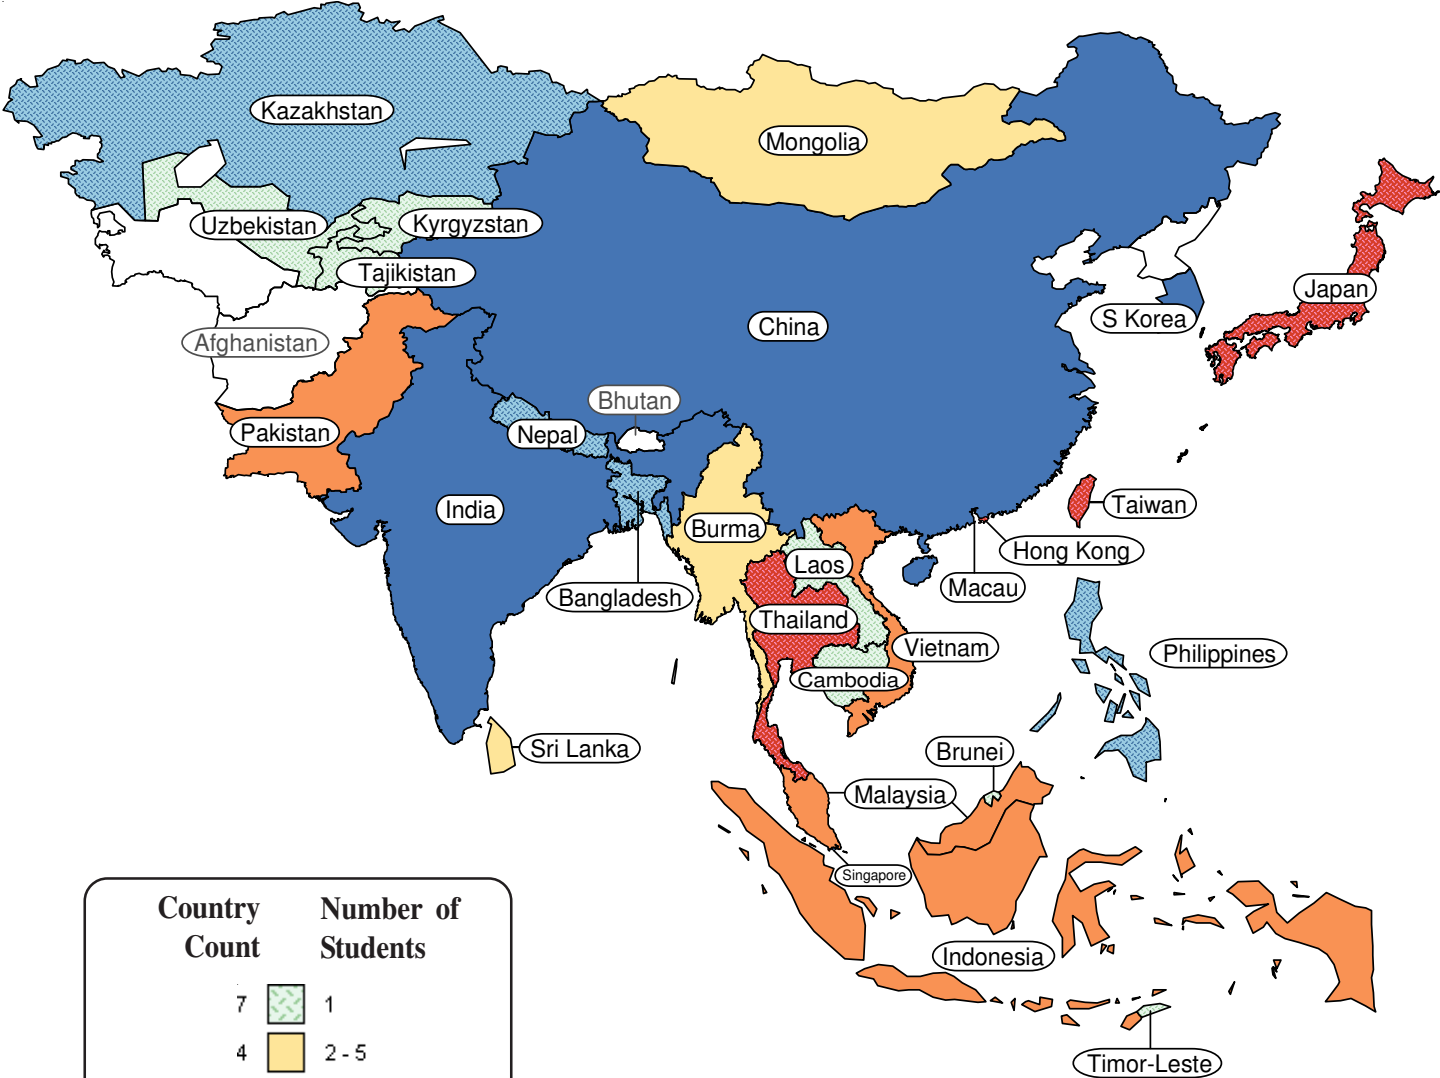 Kazakhstan
Mongolia
Uzbekistan
Kyrgyzstan
Tajikistan
Japan
S Korea
China
Afghanistan
Bhutan
Pakistan
Nepal
India
Burma
Taiwan
Hong Kong
Laos
Macau
Bangladesh
Thailand
Vietnam
Philippines
Cambodia
Sri Lanka
Brunei
Malaysia
Singapore
Indonesia
Timor-Leste
Country Number of
Count Students
7 1
4 2 - 5